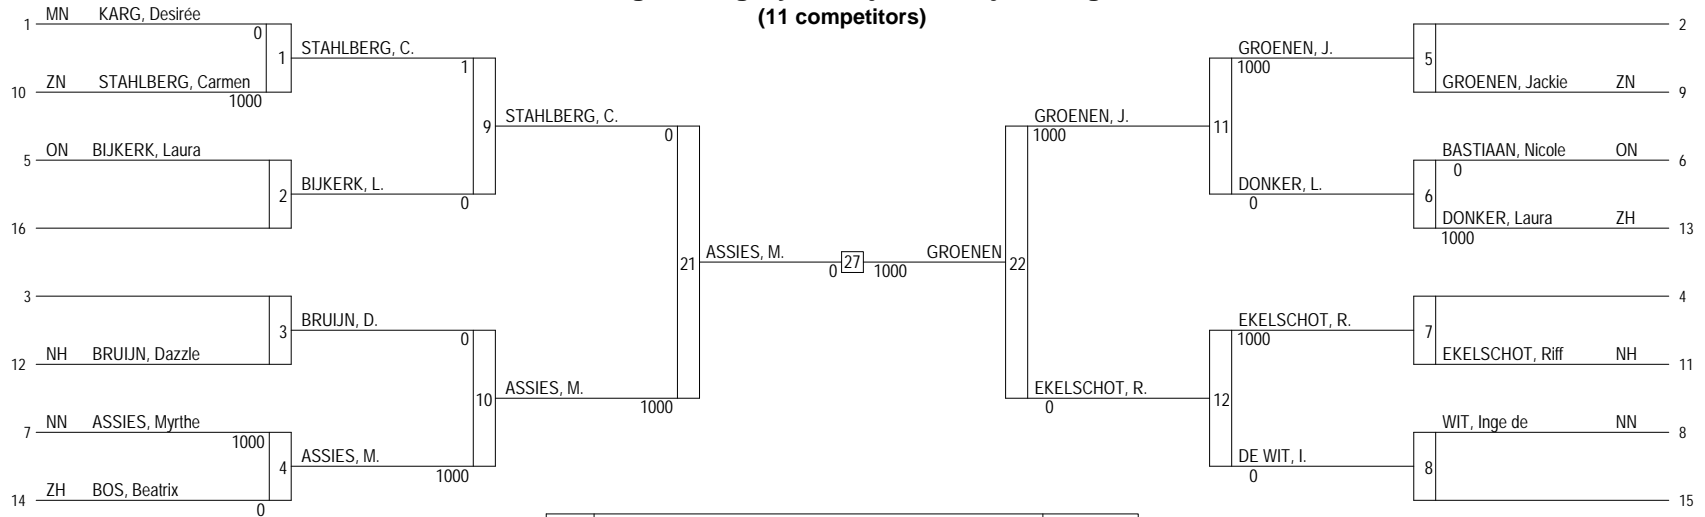 (11 competitors)
1 MN KARG, Desirée
0
1
STAHLBERG, C.
1
10 ZN STAHLBERG, Carmen
1000
9
STAHLBERG, C.
0
5 ON BIJKERK, Laura
2
BIJKERK, L.
0
16
21
ASSIES, M.
0 27 1000
3
3
BRUIJN, D.
0
12 NH BRUIJN, Dazzle
10
ASSIES, M.
1000
7 NN ASSIES, Myrthe
1000
4
ASSIES, M.
1000
14 ZH BOS, Beatrix
0
GROENEN
22
GROENEN, J.
1000
11
GROENEN, J.
1000
5
2
GROENEN, Jackie ZN 9
DONKER, L.
0
6
BASTIAAN, Nicole ON 6
0
DONKER, Laura ZH 13
1000
EKELSCHOT, R.
0
12
EKELSCHOT, R.
1000
7
4
EKELSCHOT, Riff NH 11
DE WIT, I.
0
8
WIT, Inge de NN 8
15